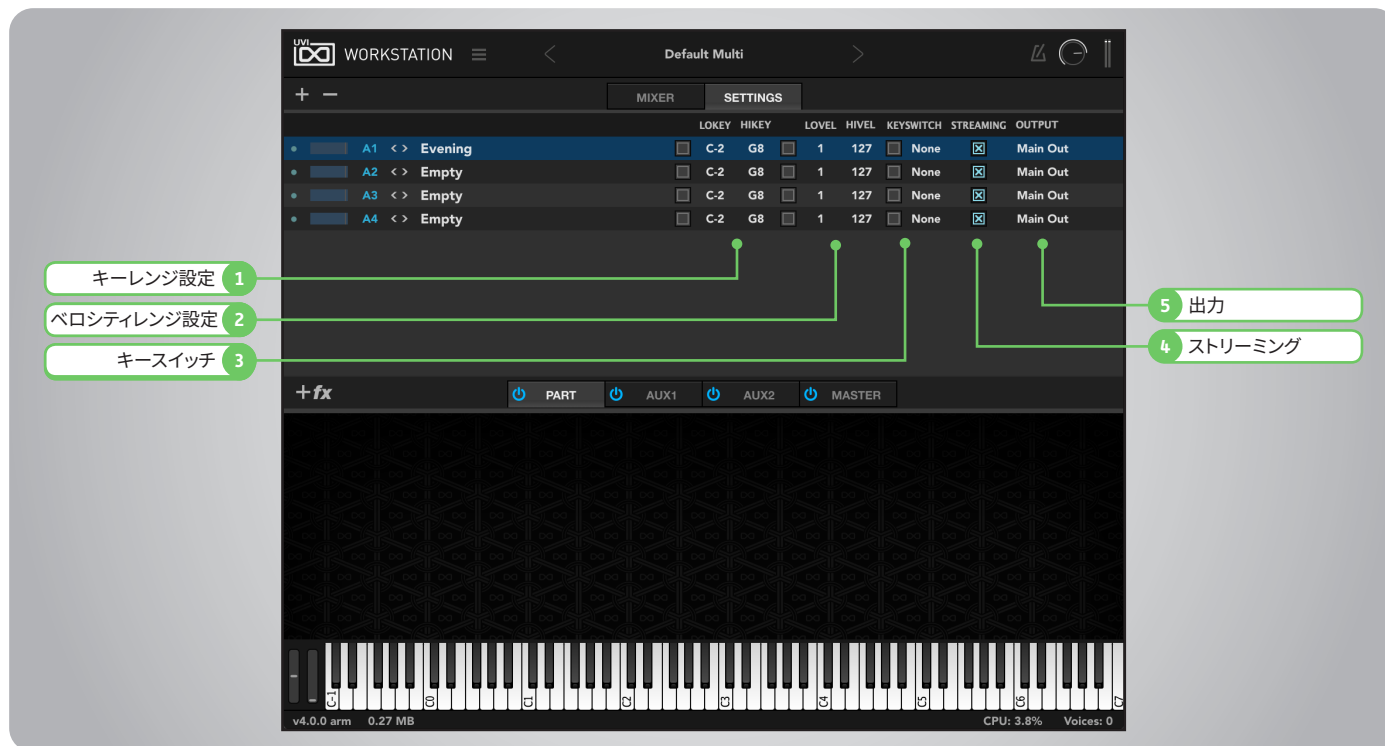 UVI WORKSTATION Default Multi
MIXER SETTINGS
LOKEY HIKEY LOVEL HIVEL KEYSWITCH STREAMING OUTPUT
A1 < > Evening C-2 G8 1 127 None Main Out
A2 < > Empty C-2 G8 1 127 None Main Out
A3 < > Empty C-2 G8 1 127 None Main Out
A4 < > Empty C-2 G8 1 127 None Main Out
キーレンジ設定 1
ベロシティレンジ設定 2
キースイッチ 3
5 出力
4 ストリーミング
+fx PART AUX1 AUX2 MASTER
C-1 C0 C1 C2 C3 C4 C5 C6 C7
v4.0.0 arm 0.27 MB CPU: 3.8% Voices: 0